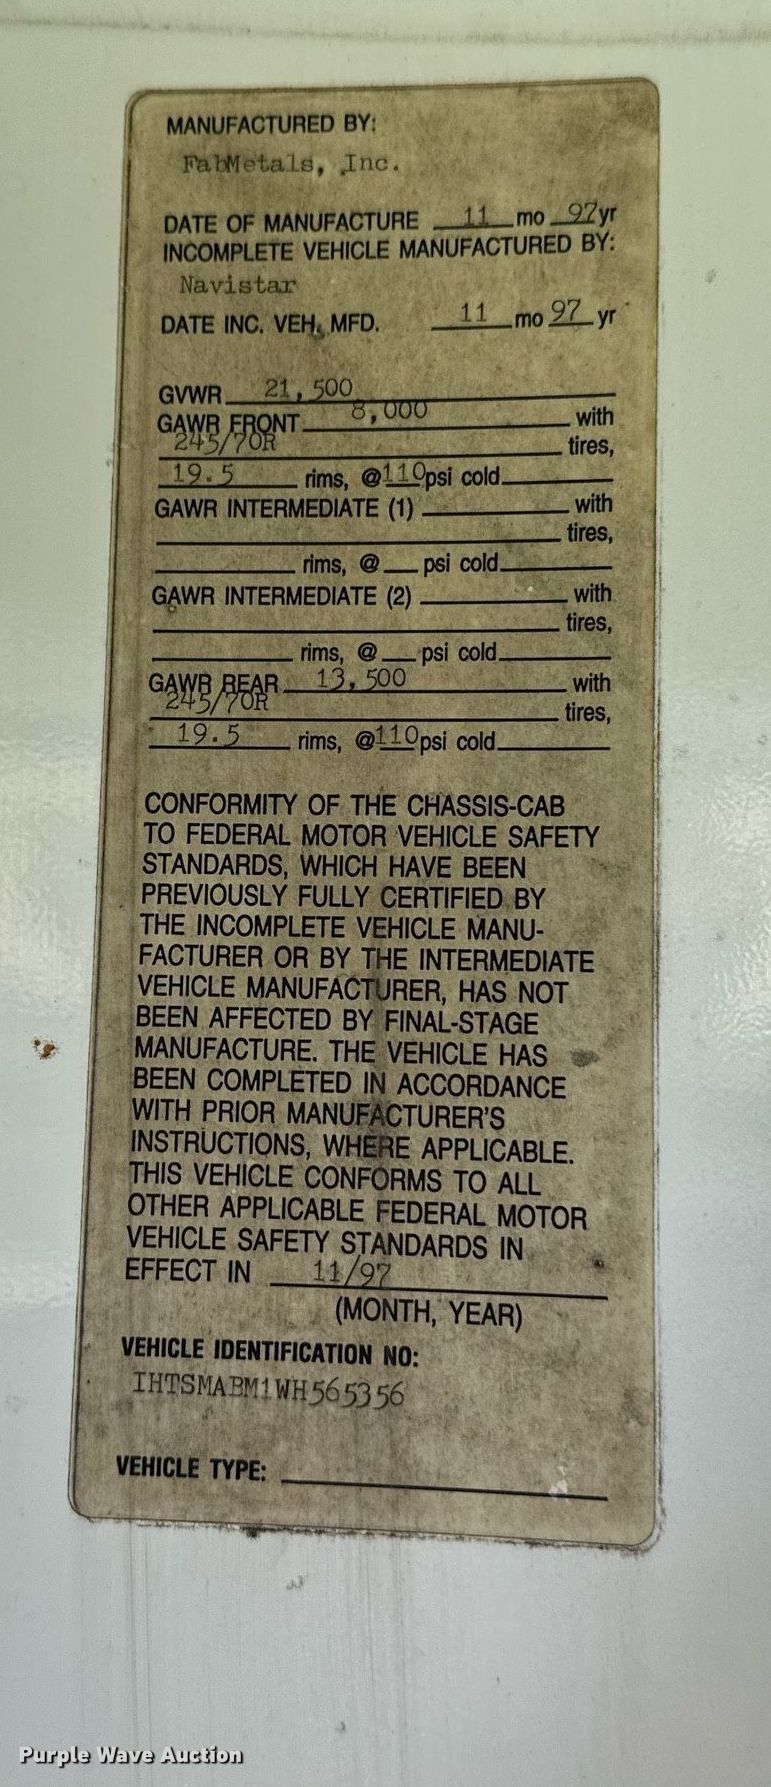 MANUFACTURED BY:
FabMetals, Inc.
DATE OF MANUFACTURE 11 mo 97 yr
INCOMPLETE VEHICLE MANUFACTURED BY:
Navistar
DATE INC. VEH. MFD. 11 mo 97 yr
GVWR 21,500
GAWR FRONT 8,000 with
245/70R tires,
19.5 rims, @ 110 psi cold
GAWR INTERMEDIATE (1) with
tires,
rims, @ psi cold
GAWR INTERMEDIATE (2) with
tires,
rims, @ psi cold
GAWR REAR 13,500 with
245/70R tires,
19.5 rims, @ 110 psi cold
CONFORMITY OF THE CHASSIS-CAB
TO FEDERAL MOTOR VEHICLE SAFETY
STANDARDS, WHICH HAVE BEEN
PREVIOUSLY FULLY CERTIFIED BY
THE INCOMPLETE VEHICLE MANU-
FACTURER OR BY THE INTERMEDIATE
VEHICLE MANUFACTURER, HAS NOT
BEEN AFFECTED BY FINAL-STAGE
MANUFACTURE. THE VEHICLE HAS
BEEN COMPLETED IN ACCORDANCE
WITH PRIOR MANUFACTURER'S
INSTRUCTIONS, WHERE APPLICABLE.
THIS VEHICLE CONFORMS TO ALL
OTHER APPLICABLE FEDERAL MOTOR
VEHICLE SAFETY STANDARDS IN
EFFECT IN 11/97
(MONTH, YEAR)
VEHICLE IDENTIFICATION NO:
IHTSMABM1WH565356
VEHICLE TYPE:
Purple Wave Auction